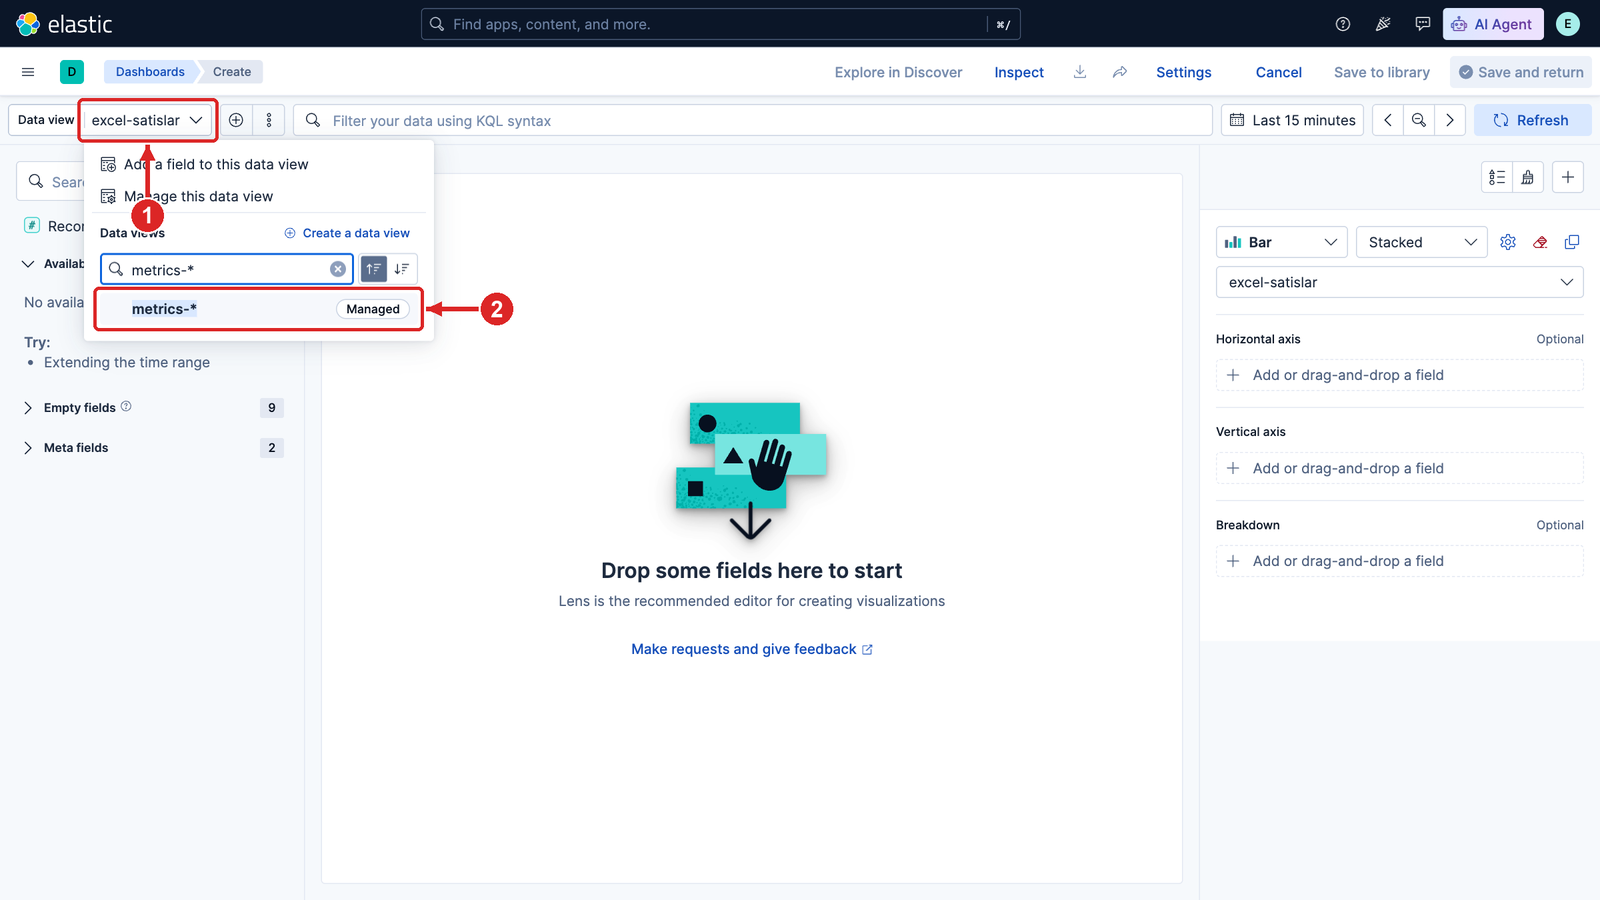 elastic
Find apps, content, and more.
⌘/
AI Agent
E
D
Dashboards
Create
Explore in Discover
Inspect
Settings
Cancel
Save to library
Save and return
Data view
excel-satislar
Filter your data using KQL syntax
Last 15 minutes
Refresh
Add a field to this data view
Manage this data view
1
Data views
Create a data view
metrics-*
metrics-*
Managed
2
Sear
#
Recor
Availab
No availa
Try:
• Extending the time range
Empty fields
9
Meta fields
2
Drop some fields here to start
Lens is the recommended editor for creating visualizations
Make requests and give feedback
Bar
Stacked
excel-satislar
Horizontal axis
Optional
Add or drag-and-drop a field
Vertical axis
Add or drag-and-drop a field
Breakdown
Optional
Add or drag-and-drop a field